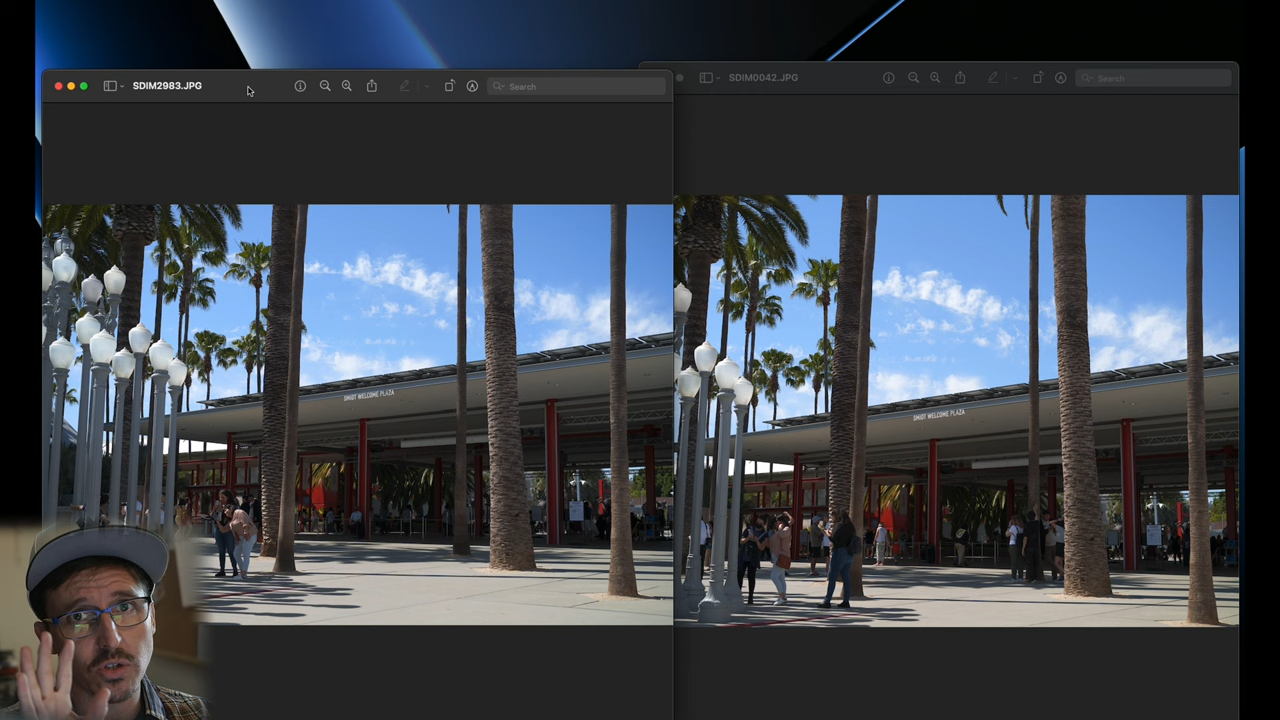 SDIM2983.JPG
Search
SDIM0042.JPG
Search
SMIDT WELCOME PLAZA
SMIDT WELCOME PLAZA